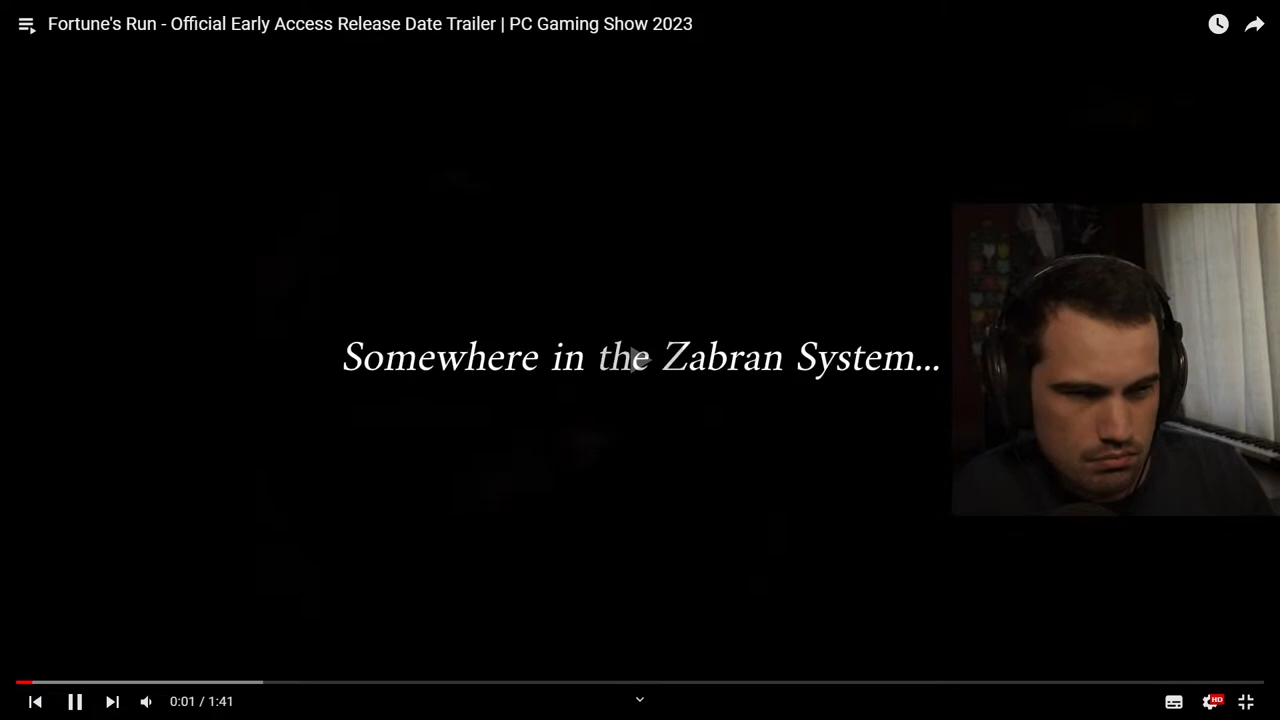 Fortune's Run - Official Early Access Release Date Trailer | PC Gaming Show 2023
Somewhere in the Zabran System...
0:01 / 1:41
HD